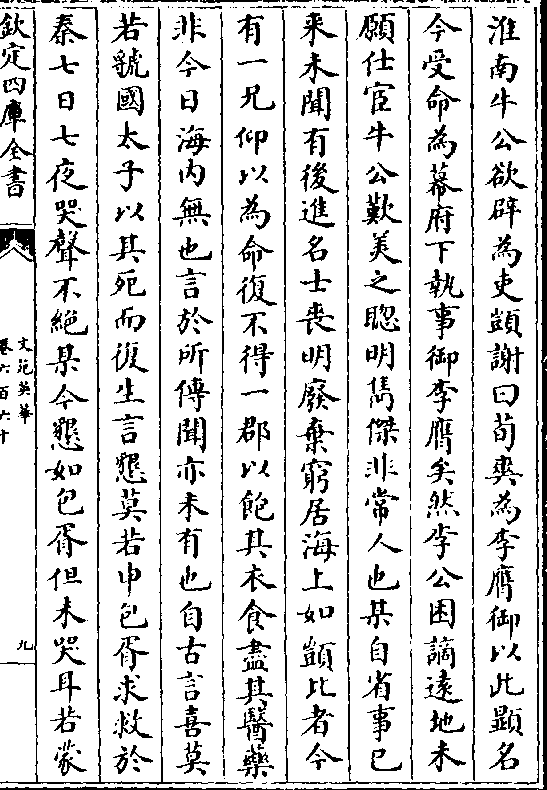 淮南牛公欲辟為吏顗謝曰荀爽為李膺御以此顯名
今受命為幕府下執事御李膺矣然李公困謫遠地未
願仕宦牛公歎美之聰明雋傑非常人也某自省事已
来未聞有後進名士喪明廢棄窮居海上如顗比者今
有一兄仰以為命復不得一郡以飽其衣食盡其醫藥
非今日海内無也言於所傳聞亦未有也自古言喜莫
若虢國太子以其死而復生言懇莫若申包胥求救於
秦七日七夜哭聲不絶某今懇如包胥但未哭耳若蒙
欽定四庫全書
文苑英華
卷六百六十
九